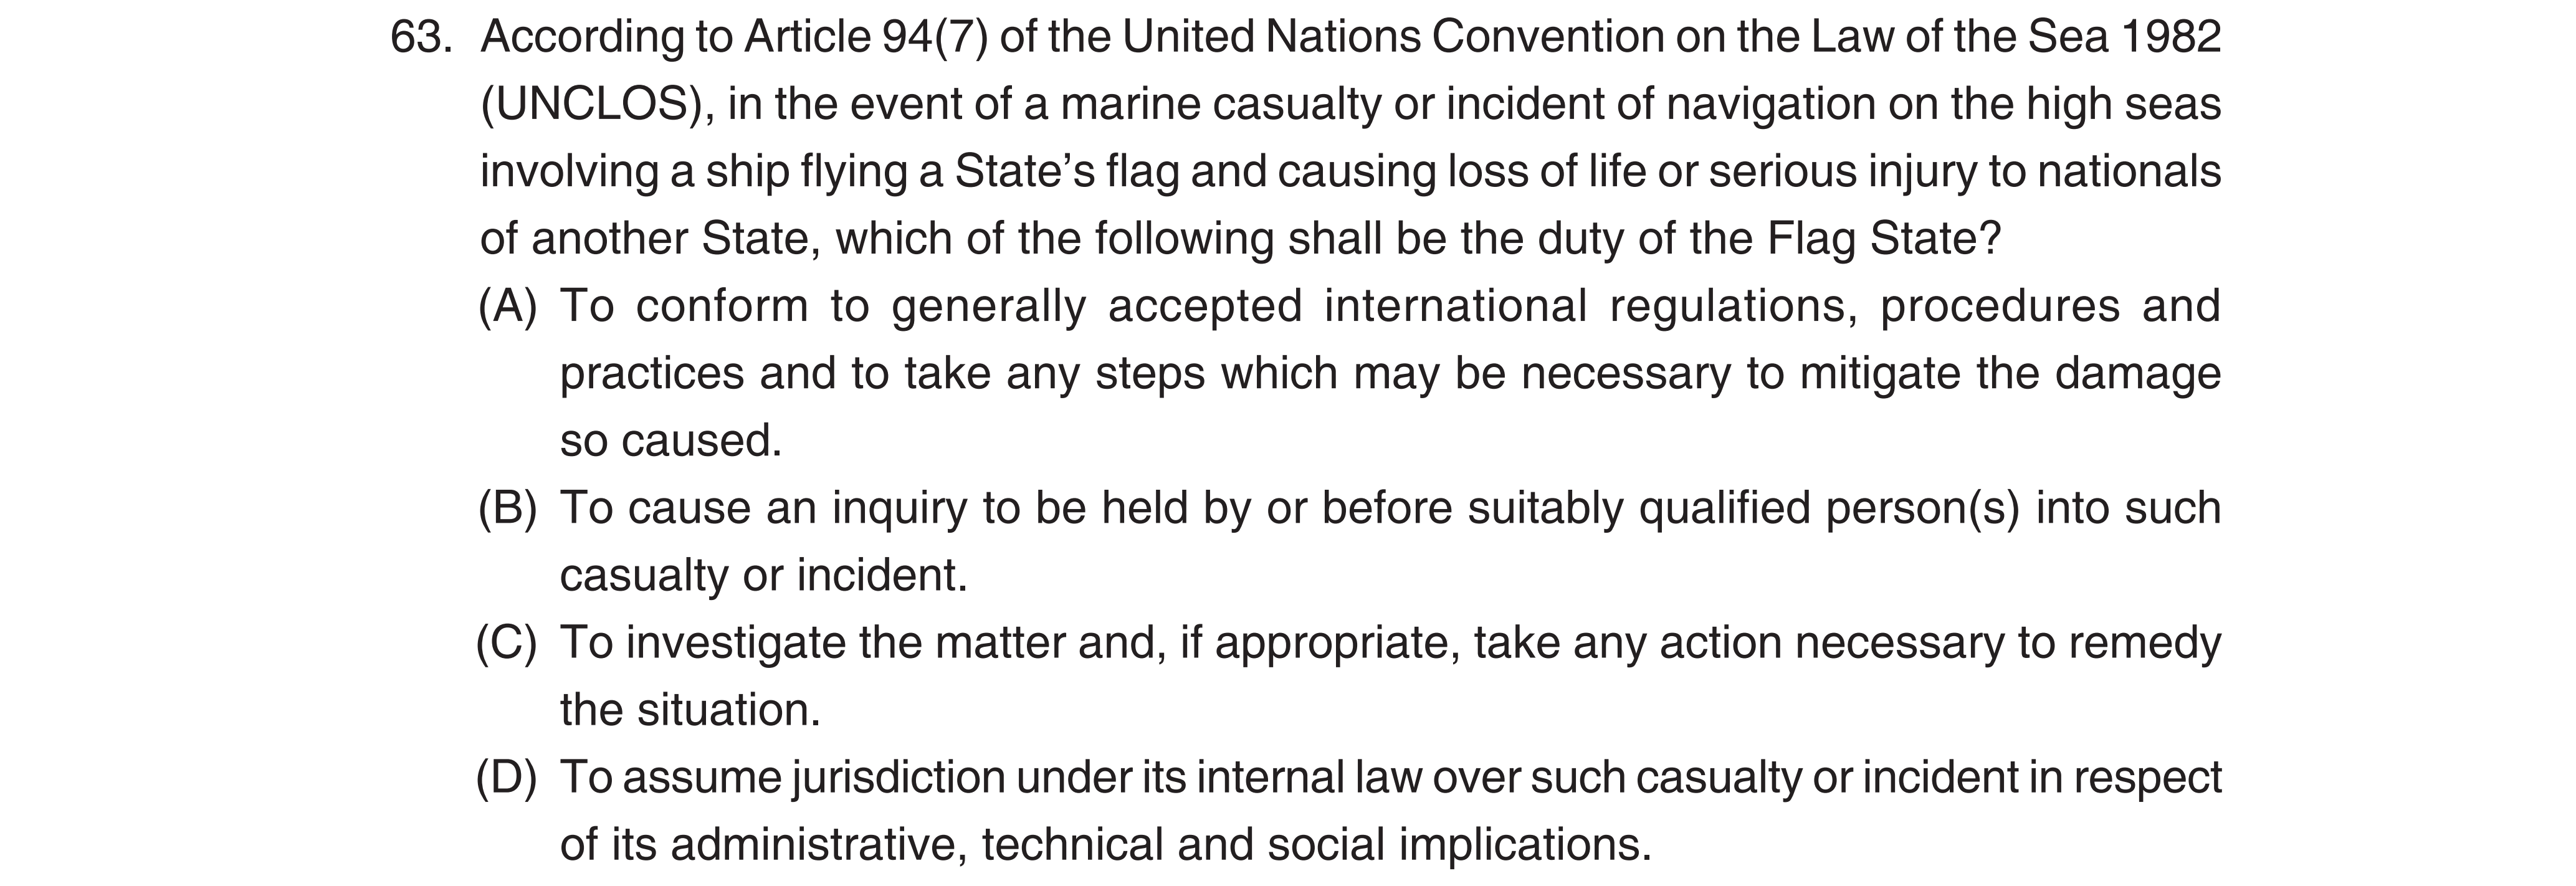 63. According to Article 94(7) of the United Nations Convention on the Law of the Sea 1982
(UNCLOS), in the event of a marine casualty or incident of navigation on the high seas
involving a ship flying a State’s flag and causing loss of life or serious injury to nationals
of another State, which of the following shall be the duty of the Flag State?
(A) To conform to generally accepted international regulations, procedures and
practices and to take any steps which may be necessary to mitigate the damage
so caused.
(B) To cause an inquiry to be held by or before suitably qualified person(s) into such
casualty or incident.
(C) To investigate the matter and, if appropriate, take any action necessary to remedy
the situation.
(D) To assume jurisdiction under its internal law over such casualty or incident in respect
of its administrative, technical and social implications.